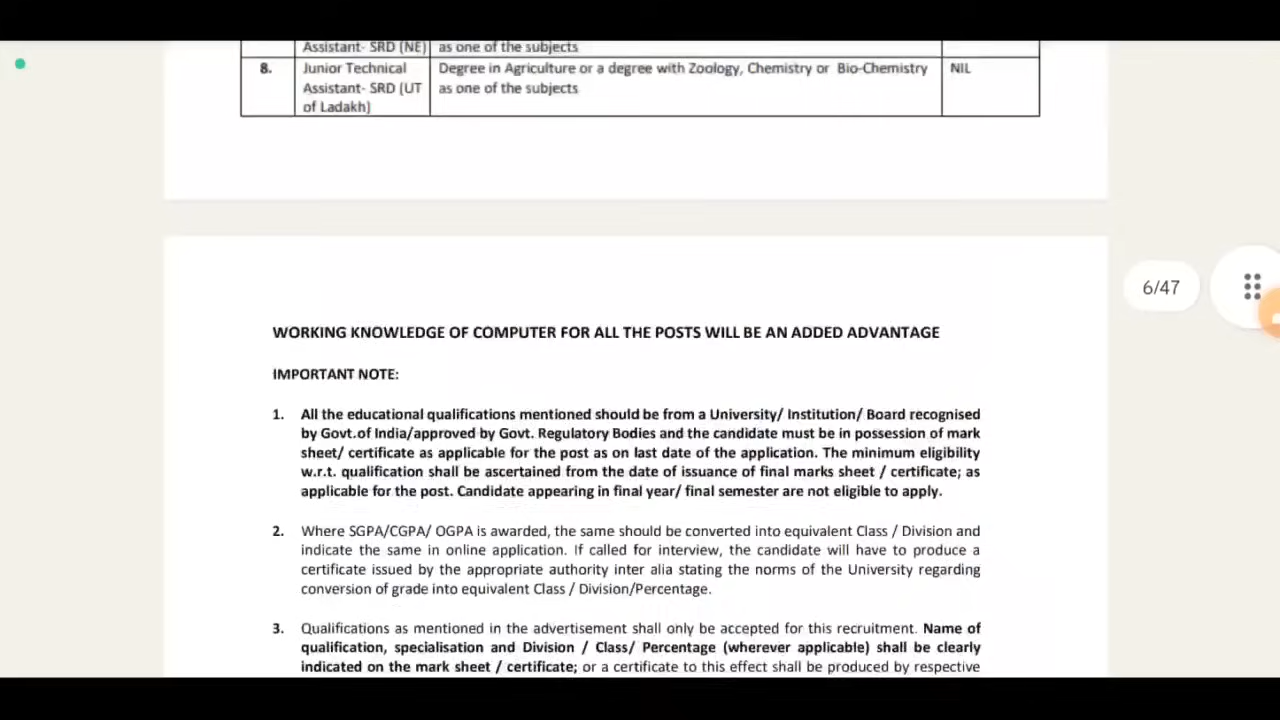 Assistant- SRD (NE) as one of the subjects
8. Junior Technical Degree in Agriculture or a degree with Zoology, Chemistry or Bio-Chemistry NIL
Assistant- SRD (UT as one of the subjects
of Ladakh)
6/47
WORKING KNOWLEDGE OF COMPUTER FOR ALL THE POSTS WILL BE AN ADDED ADVANTAGE
IMPORTANT NOTE:
1. All the educational qualifications mentioned should be from a University/ Institution/ Board recognised
by Govt.of India/approved by Govt. Regulatory Bodies and the candidate must be in possession of mark
sheet/ certificate as applicable for the post as on last date of the application. The minimum eligibility
w.r.t. qualification shall be ascertained from the date of issuance of final marks sheet / certificate; as
applicable for the post. Candidate appearing in final year/ final semester are not eligible to apply.
2. Where SGPA/CGPA/ OGPA is awarded, the same should be converted into equivalent Class / Division and
indicate the same in online application. If called for interview, the candidate will have to produce a
certificate issued by the appropriate authority inter alia stating the norms of the University regarding
conversion of grade into equivalent Class / Division/Percentage.
3. Qualifications as mentioned in the advertisement shall only be accepted for this recruitment. Name of
qualification, specialisation and Division / Class/ Percentage (wherever applicable) shall be clearly
indicated on the mark sheet / certificate; or a certificate to this effect shall be produced by respective